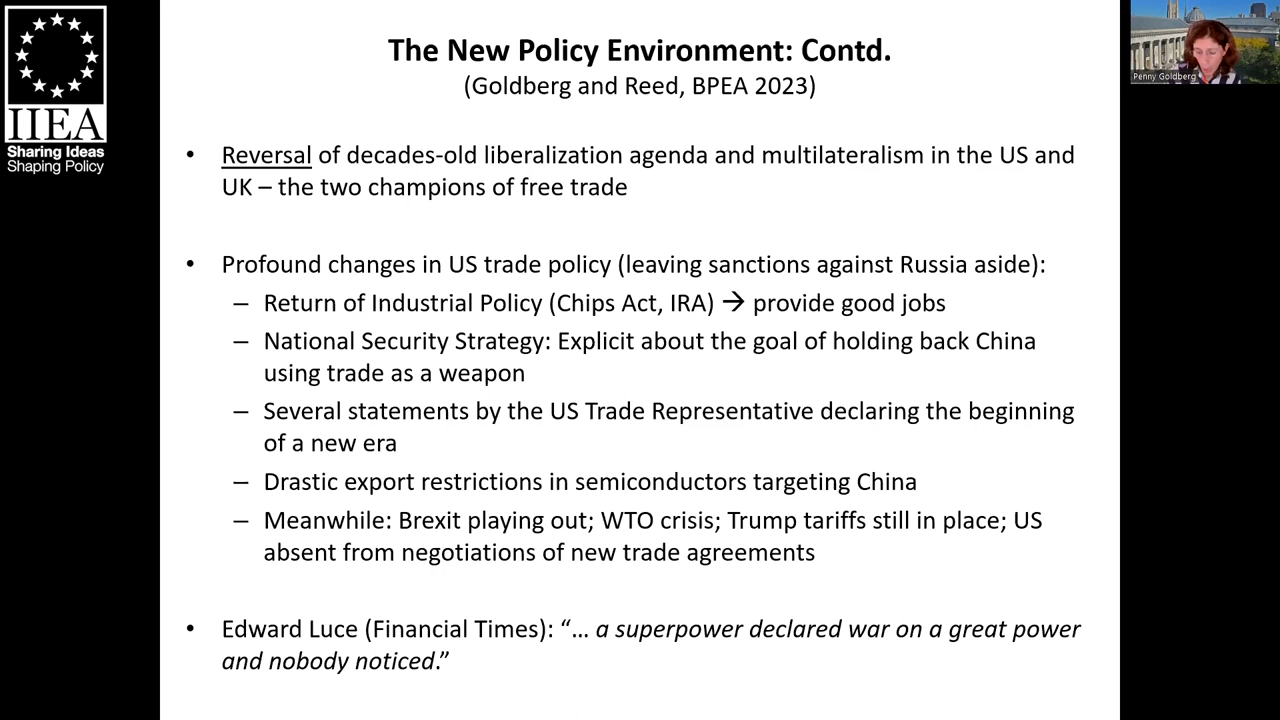 IIEA
Sharing Ideas
Shaping Policy
The New Policy Environment: Contd.
(Goldberg and Reed, BPEA 2023)
• Reversal of decades-old liberalization agenda and multilateralism in the US and
UK – the two champions of free trade
• Profound changes in US trade policy (leaving sanctions against Russia aside):
– Return of Industrial Policy (Chips Act, IRA) → provide good jobs
– National Security Strategy: Explicit about the goal of holding back China
using trade as a weapon
– Several statements by the US Trade Representative declaring the beginning
of a new era
– Drastic export restrictions in semiconductors targeting China
– Meanwhile: Brexit playing out; WTO crisis; Trump tariffs still in place; US
absent from negotiations of new trade agreements
• Edward Luce (Financial Times): “… a superpower declared war on a great power
and nobody noticed.”
Penny Goldberg